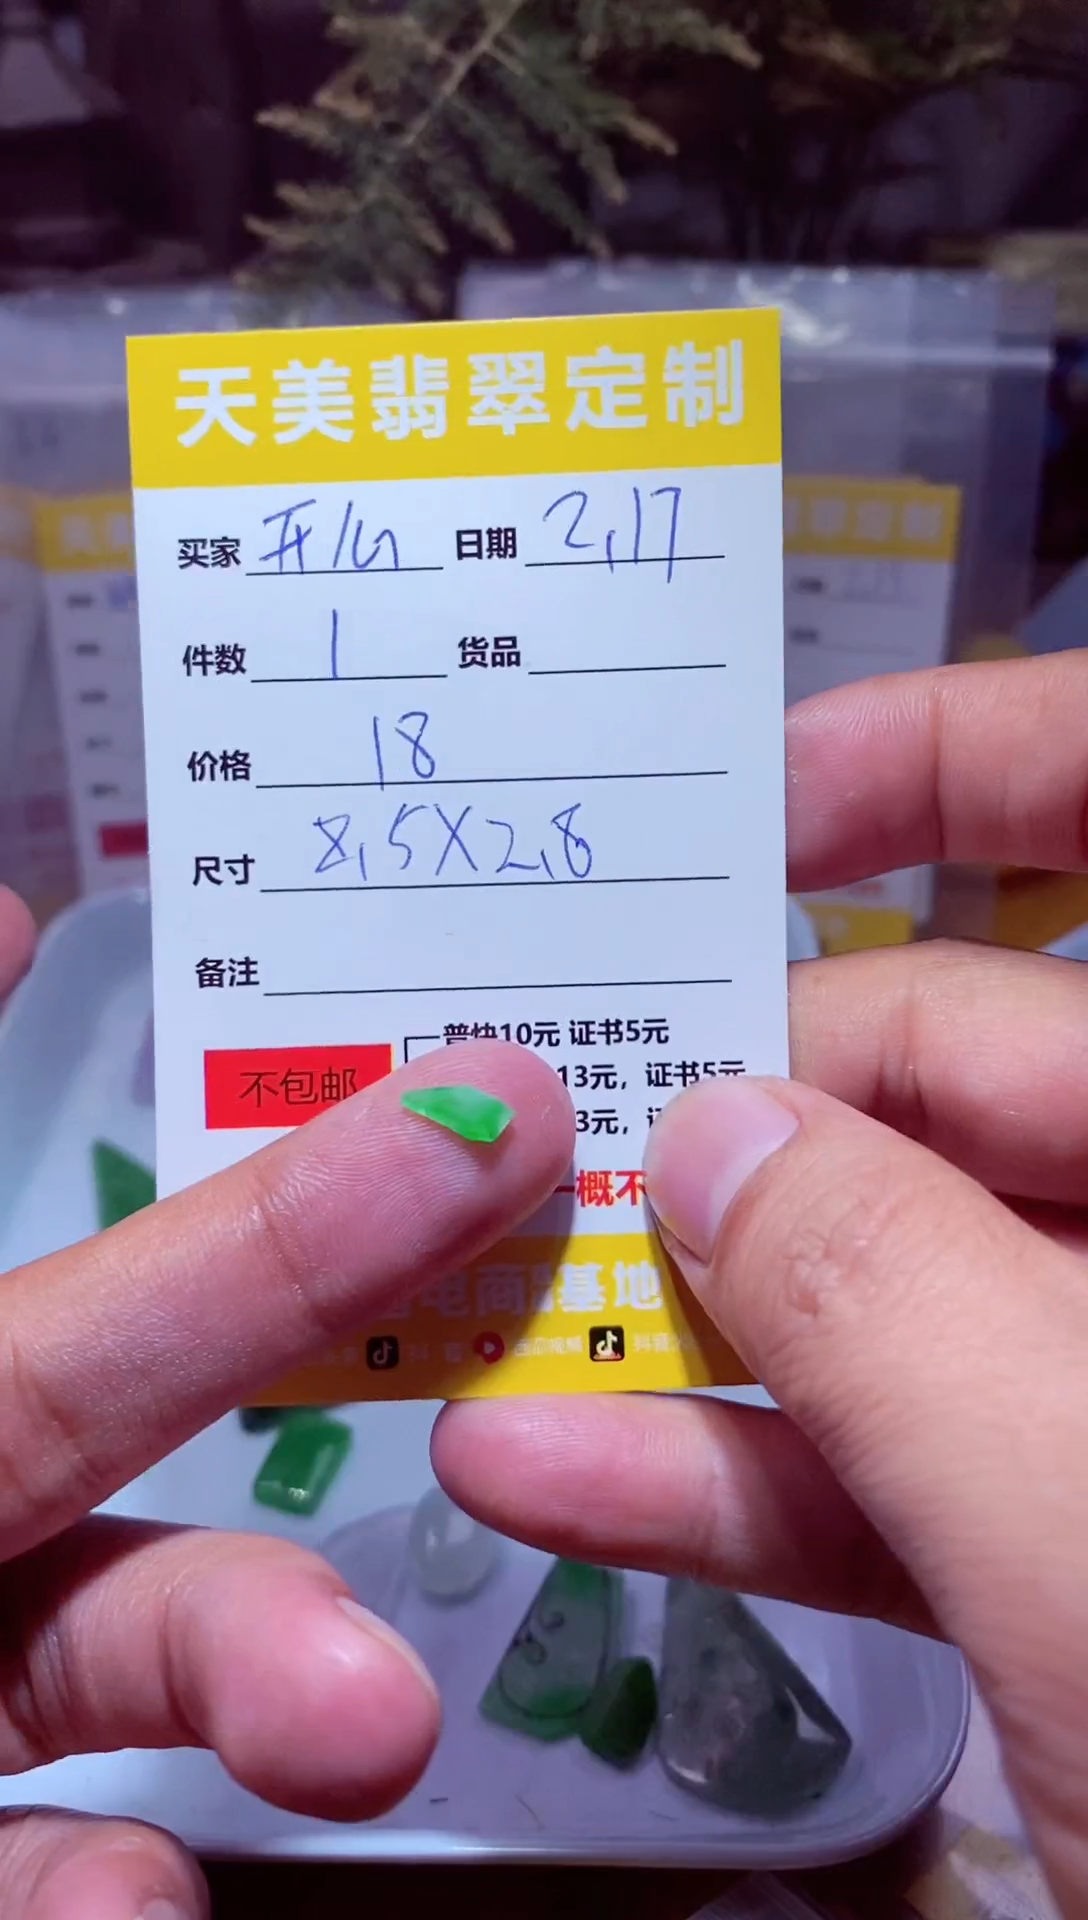 天美翡翠定制
买家 开心 日期 2,17
件数 1 货品
价格 18
尺寸 8,5X2,8
备注
普快10元 证书5元
不包邮 13元，证书5元
3元，
一概不
电商 基地